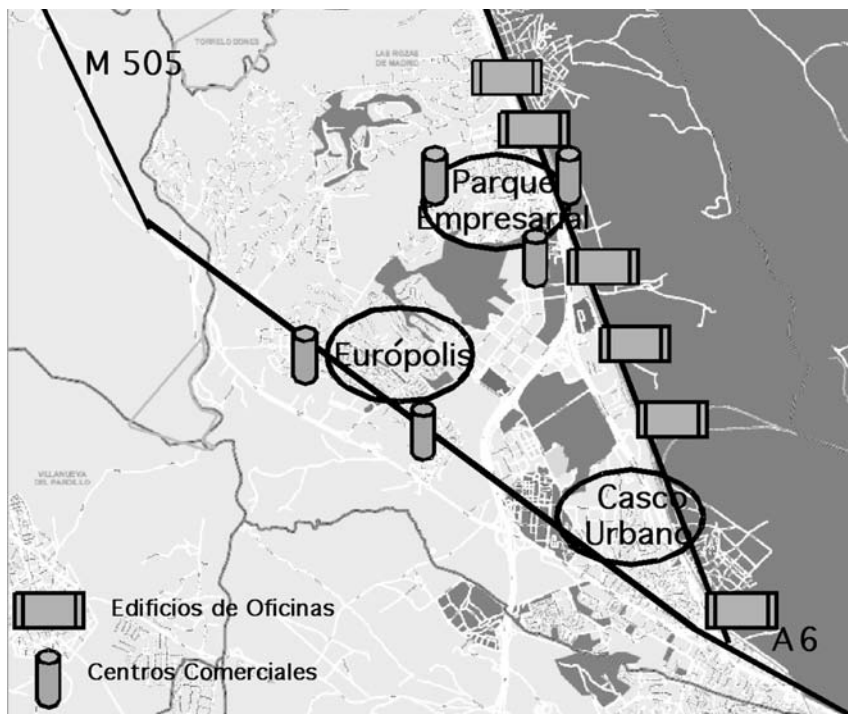 M 505
TORRELODONES
LAS ROZAS
DE MADRID
Parque
Empresarial
Európolis
VILLANUEVA
DEL PARDILLO
Casco
Urbano
Edificios de Oficinas
A 6
Centros Comerciales